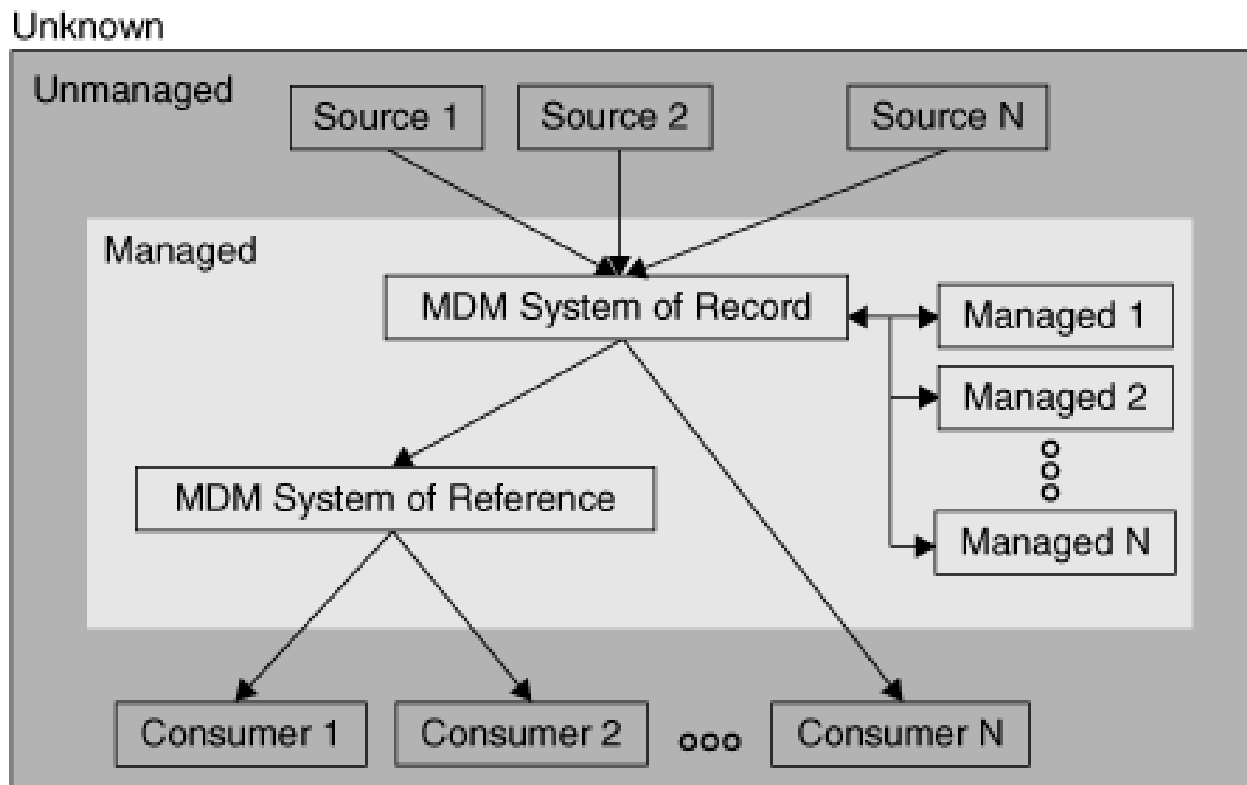 Unknown
Unmanaged
Source 1
Source 2
Source N
Managed
MDM System of Record
Managed 1
Managed 2
MDM System of Reference
Managed N
Consumer 1
Consumer 2
Consumer N